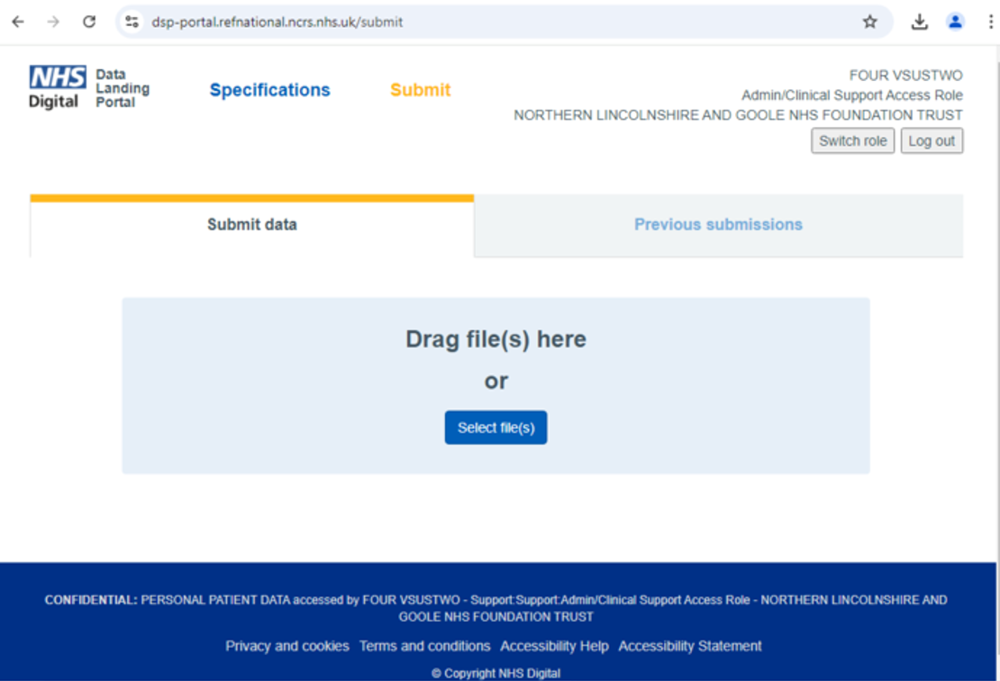 dsp-portal.refnational.ncrs.nhs.uk/submit
NHS Digital
Data
Landing
Portal
Specifications
Submit
FOUR VSUSTWO
Admin/Clinical Support Access Role
NORTHERN LINCOLNSHIRE AND GOOLE NHS FOUNDATION TRUST
Switch role
Log out
Submit data
Previous submissions
Drag file(s) here
or
Select file(s)
CONFIDENTIAL: PERSONAL PATIENT DATA accessed by FOUR VSUSTWO - Support:Support:Admin/Clinical Support Access Role - NORTHERN LINCOLNSHIRE AND
GOOLE NHS FOUNDATION TRUST
Privacy and cookies Terms and conditions Accessibility Help Accessibility Statement
© Copyright NHS Digital